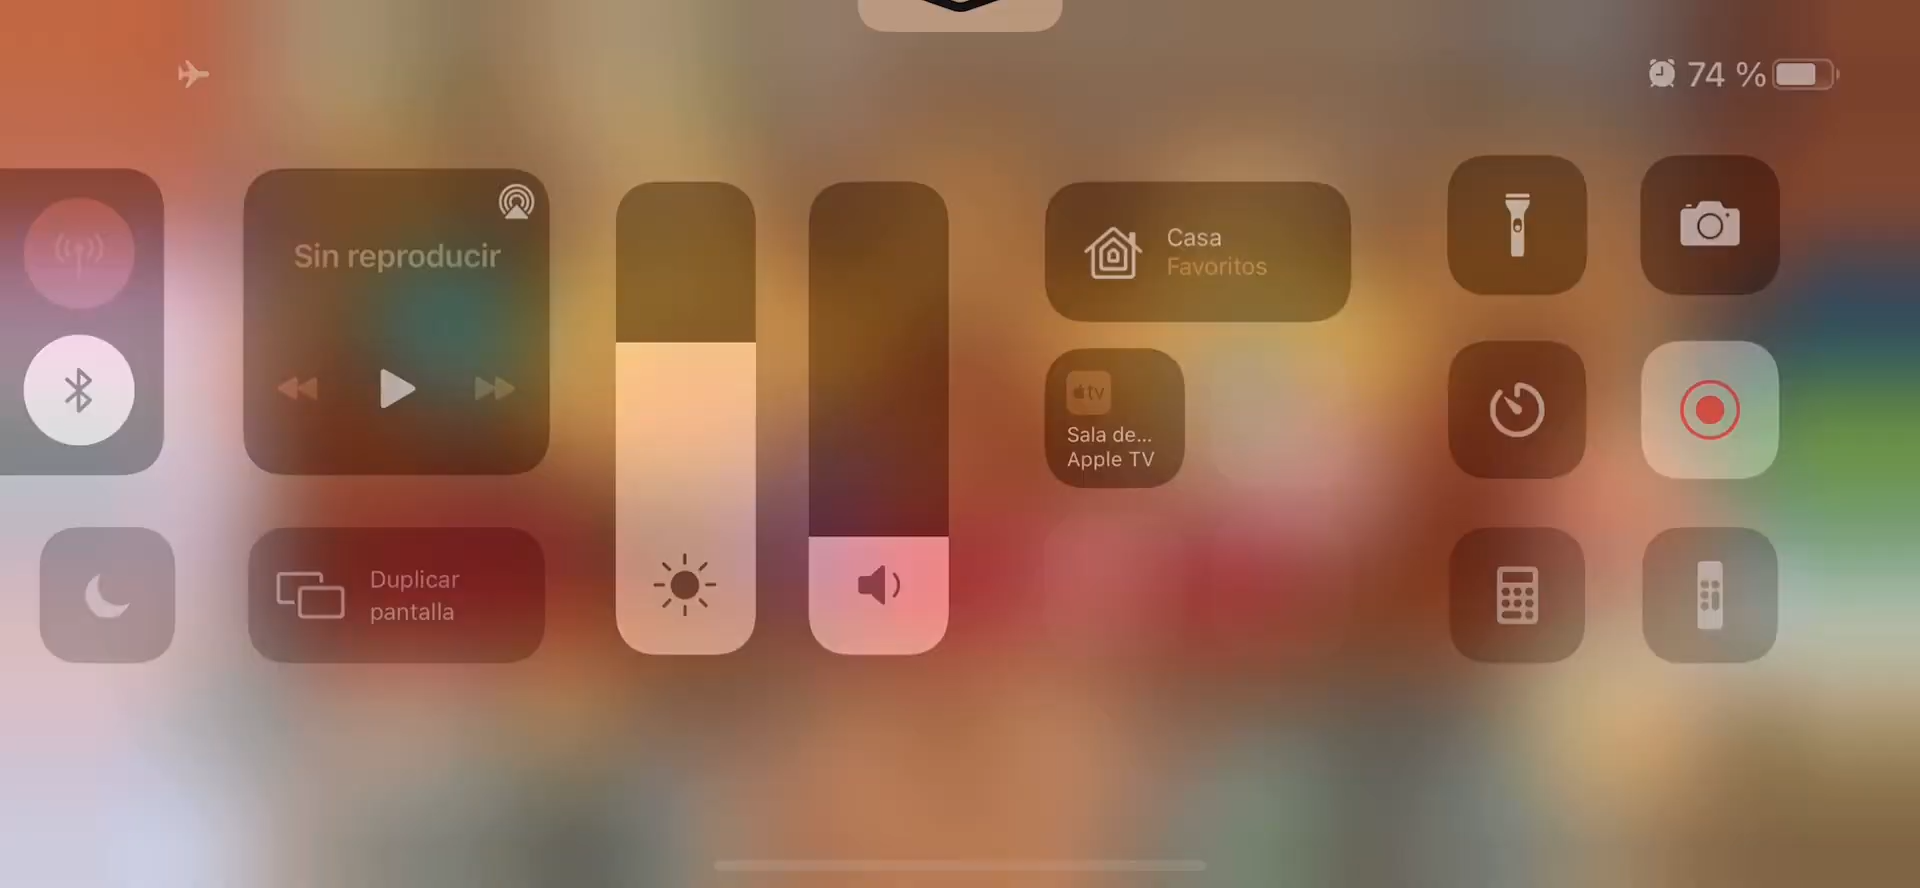 74 %
Sin reproducir
Casa
Favoritos
tv
Sala de...
Apple TV
Duplicar
pantalla